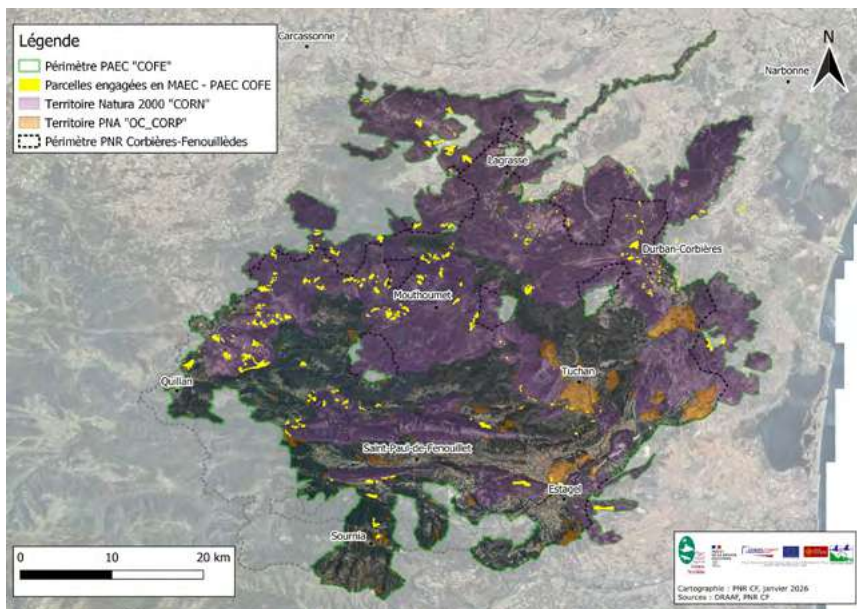 Légende
Périmètre PAEC "COFE"
Parcelles engagées en MAEC - PAEC COFE
Territoire Natura 2000 "CORN"
Territoire PNA "OC_CORP"
Périmètre PNR Corbières-Fenouillèdes
Carcassonne
N
Narbonne
Lagrasse
Durban-Corbières
Mouthoumet
Tuchan
Quillan
Saint-Paul-de-Fenouillet
Estagel
Sournia
0 10 20 km
Cartographie : PNR CF, janvier 2026
Sources : DRAAF, PNR CF